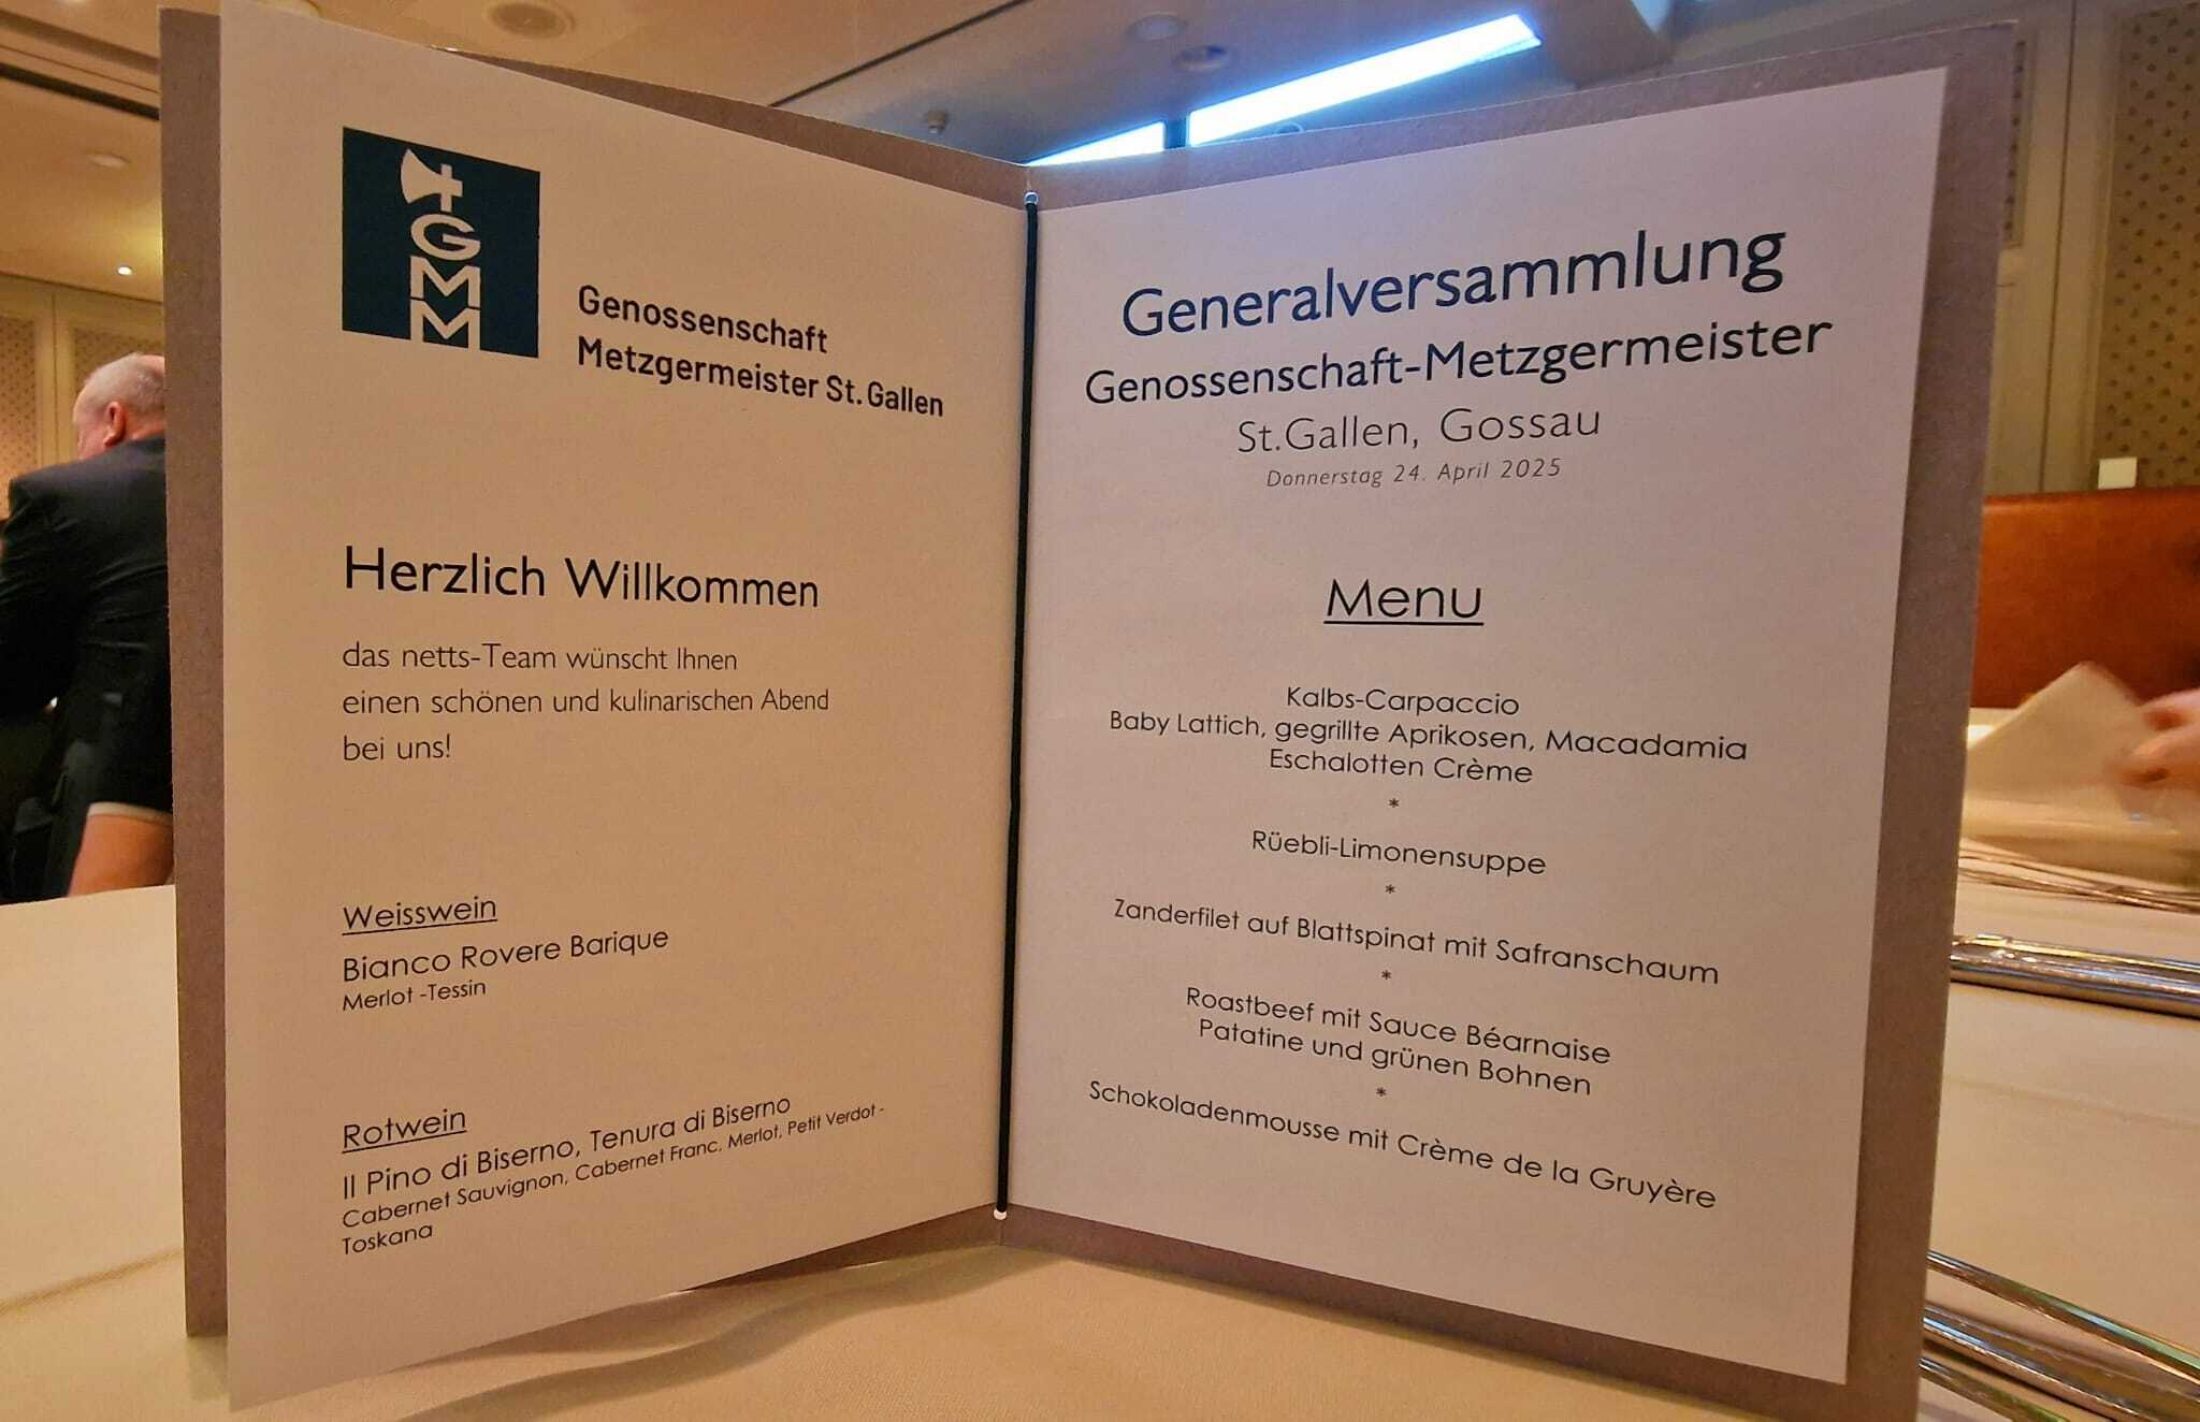 GMM
Genossenschaft
Metzgermeister St. Gallen
Herzlich Willkommen
das netts-Team wünscht Ihnen
einen schönen und kulinarischen Abend
bei uns!
Weisswein
Bianco Rovere Barique
Merlot -Tessin
Rotwein
Il Pino di Biserno, Tenura di Biserno
Cabernet Sauvignon, Cabernet Franc, Merlot, Petit Verdot -
Toskana
Generalversammlung
Genossenschaft-Metzgermeister
St.Gallen, Gossau
Donnerstag 24. April 2025
Menu
Kalbs-Carpaccio
Baby Lattich, gegrillte Aprikosen, Macadamia
Eschalotten Crème
*
Rüebli-Limonensuppe
*
Zanderfilet auf Blattspinat mit Safranschaum
*
Roastbeef mit Sauce Béarnaise
Patatine und grünen Bohnen
*
Schokoladenmousse mit Crème de la Gruyère